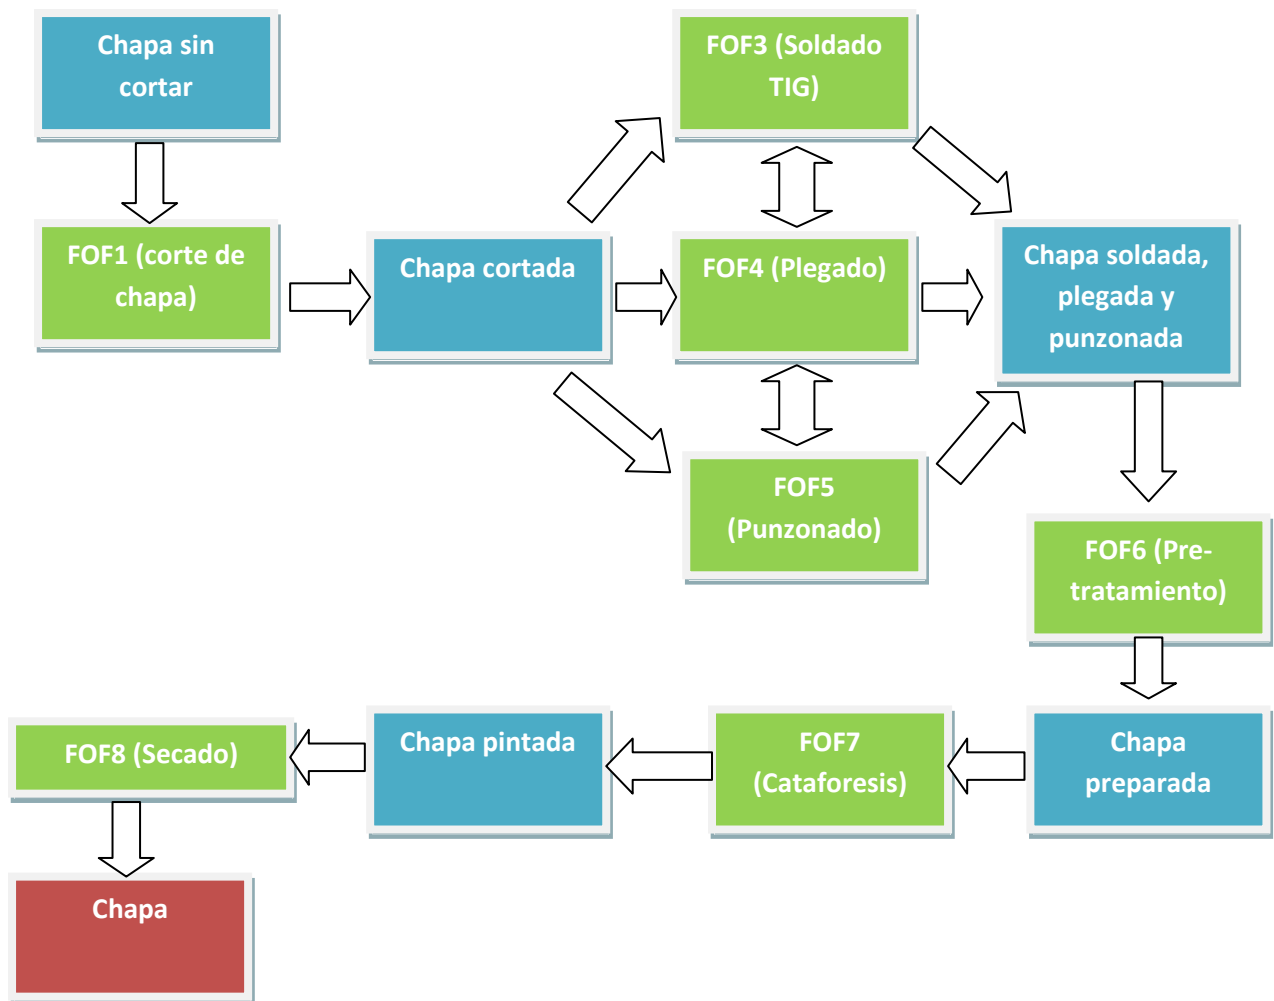 Chapa sin
cortar
FOF3 (Soldado
TIG)
FOF1 (corte de
chapa)
Chapa cortada
FOF4 (Plegado)
Chapa soldada,
plegada y
punzonada
FOF5
(Punzonado)
FOF6 (Pre-
tratamiento)
FOF8 (Secado)
Chapa pintada
FOF7
(Cataforesis)
Chapa
preparada
Chapa